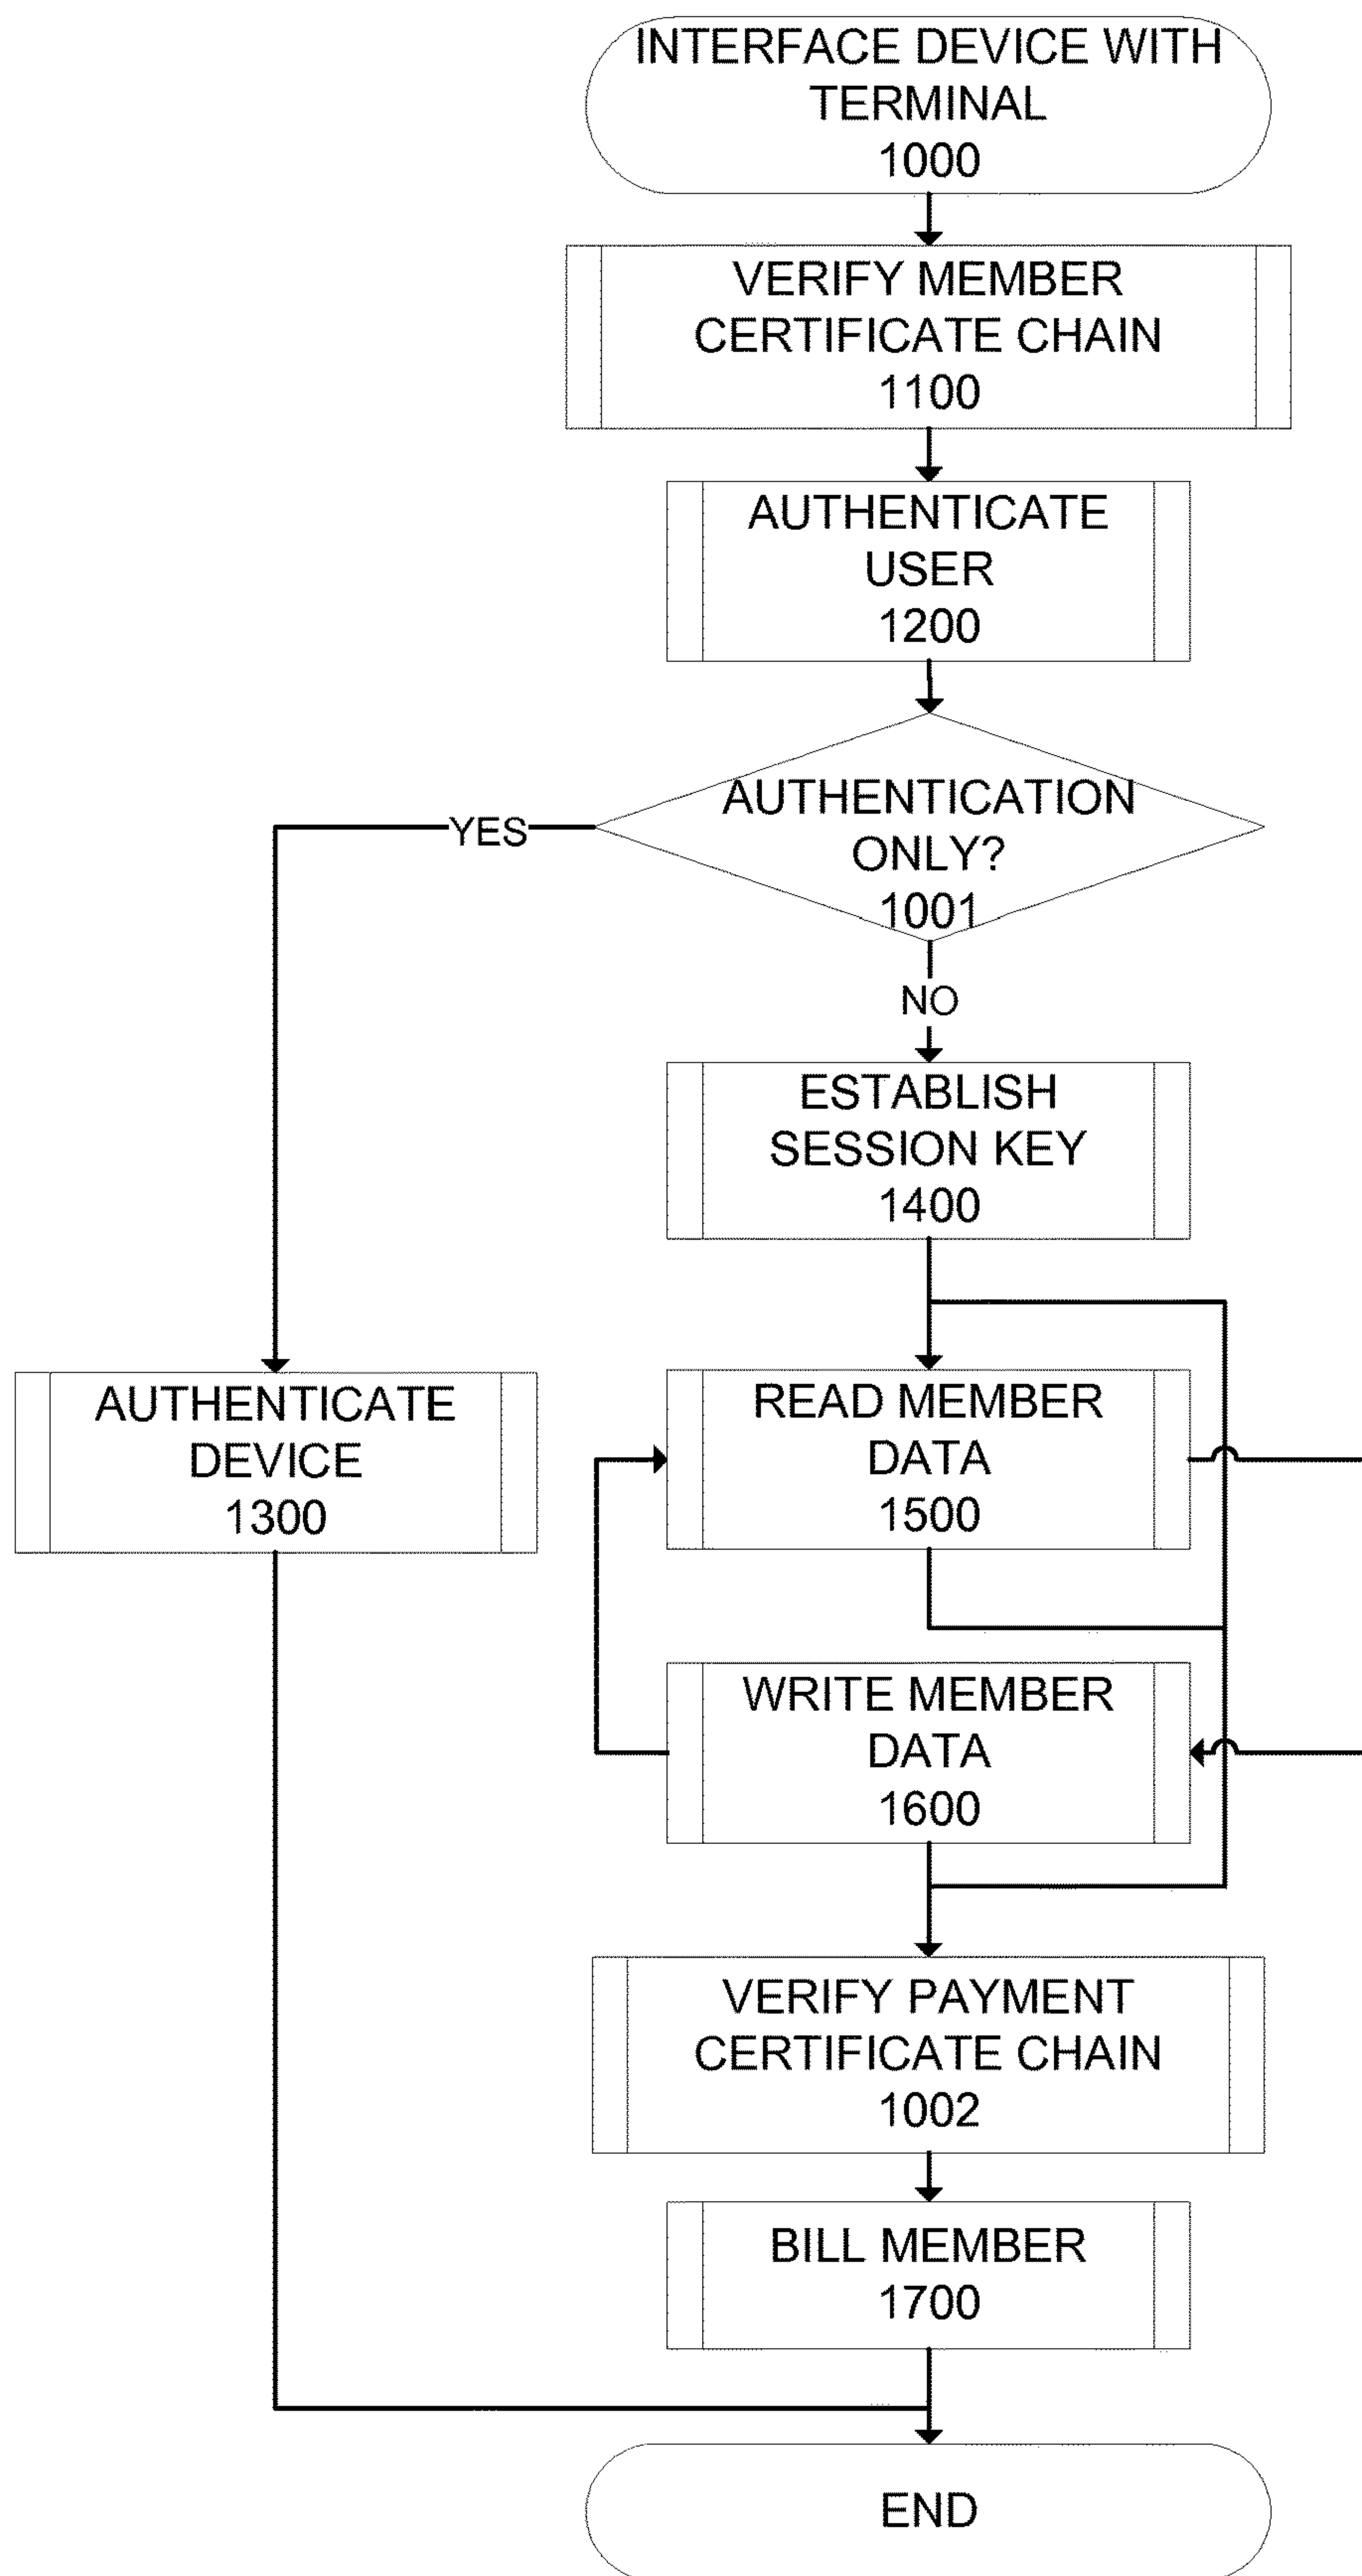 INTERFACE DEVICE WITH
TERMINAL
1000
VERIFY MEMBER
CERTIFICATE CHAIN
1100
AUTHENTICATE
USER
1200
AUTHENTICATION
ONLY?
1001
YES
NO
ESTABLISH
SESSION KEY
1400
AUTHENTICATE
DEVICE
1300
READ MEMBER
DATA
1500
WRITE MEMBER
DATA
1600
VERIFY PAYMENT
CERTIFICATE CHAIN
1002
BILL MEMBER
1700
END